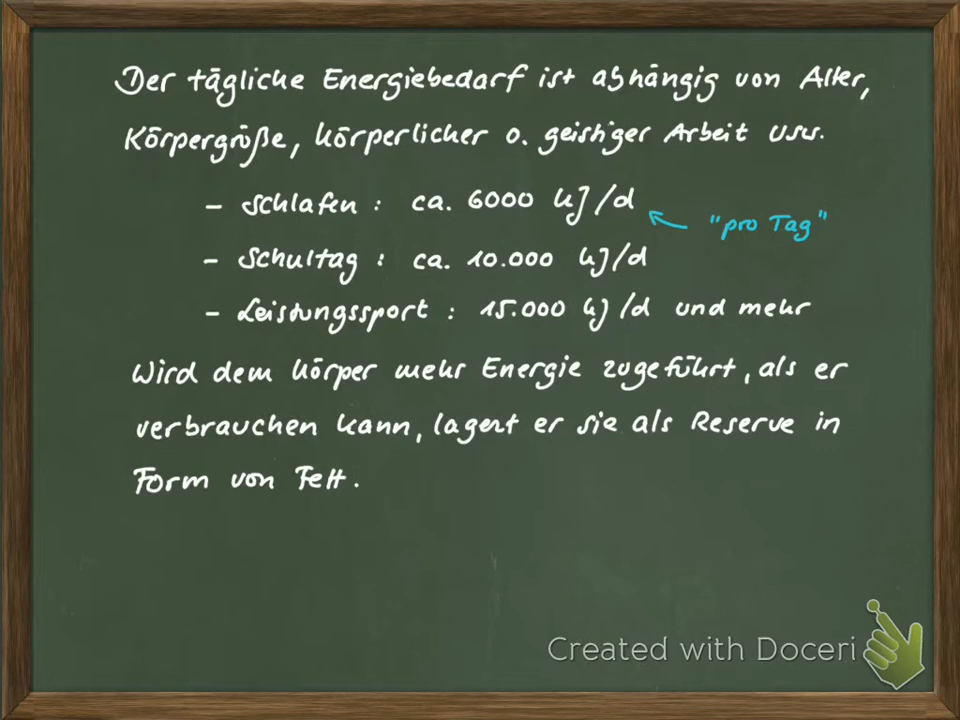 Der tägliche Energiebedarf ist abhängig von Alter,
Körpergröße, körperlicher o. geistiger Arbeit usw.
- Schlafen : ca. 6000 kJ/d
"pro Tag"
- Schultag : ca. 10.000 kJ/d
- Leistungssport : 15.000 kJ/d und mehr
Wird dem Körper mehr Energie zugeführt, als er
verbrauchen kann, lagert er sie als Reserve in
Form von Fett.
Created with Doceri